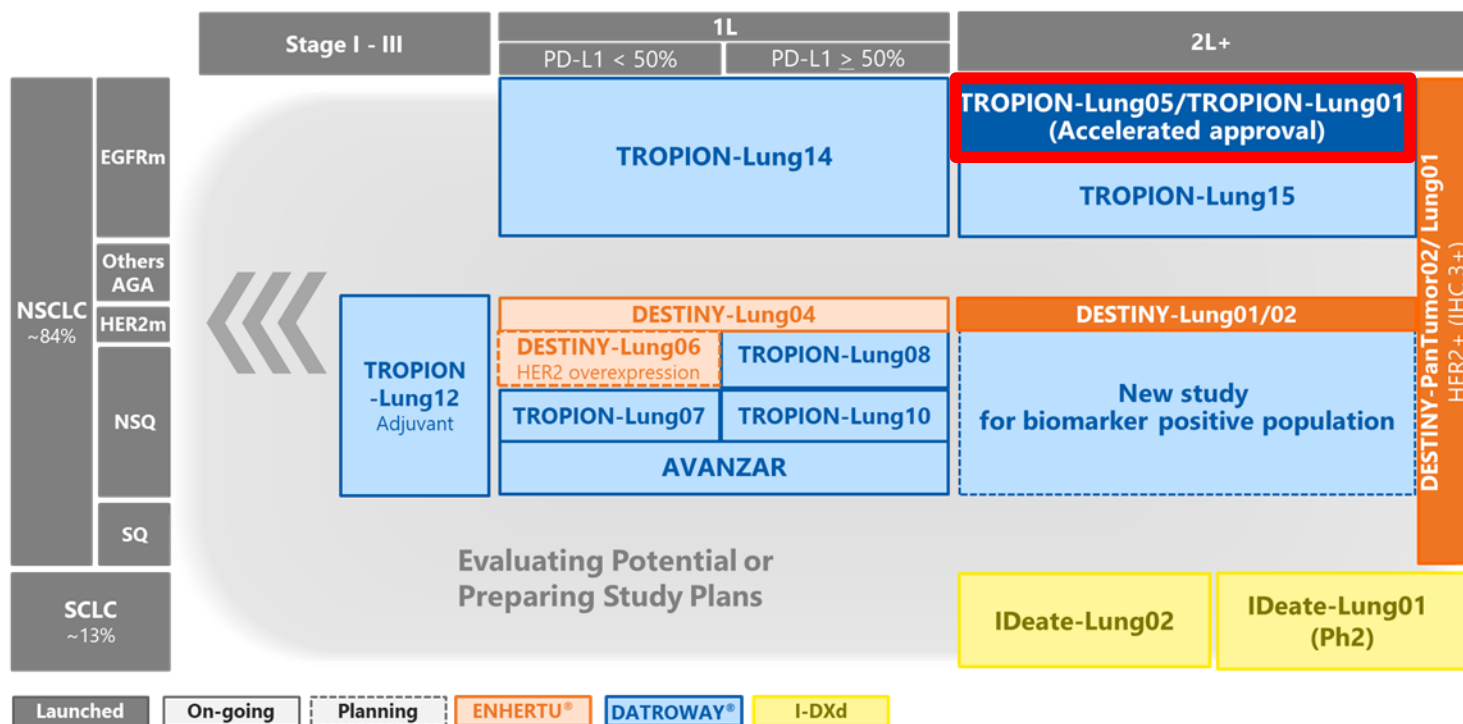 Stage I - III
1L
2L+
PD-L1 < 50%
PD-L1 ≥ 50%
NSCLC
~84%
EGFRm
Others
AGA
HER2m
NSQ
SQ
SCLC
~13%
TROPION-Lung14
TROPION-Lung05/TROPION-Lung01
(Accelerated approval)
TROPION-Lung15
DESTINY-PanTumor02/ Lung01
HER2+ (IHC 3+)
TROPION
-Lung12
Adjuvant
DESTINY-Lung04
DESTINY-Lung06
HER2 overexpression
TROPION-Lung08
TROPION-Lung07
TROPION-Lung10
AVANZAR
DESTINY-Lung01/02
New study
for biomarker positive population
Evaluating Potential or
Preparing Study Plans
IDeate-Lung02
IDeate-Lung01
(Ph2)
Launched
On-going
Planning
ENHERTU®
DATROWAY®
I-DXd